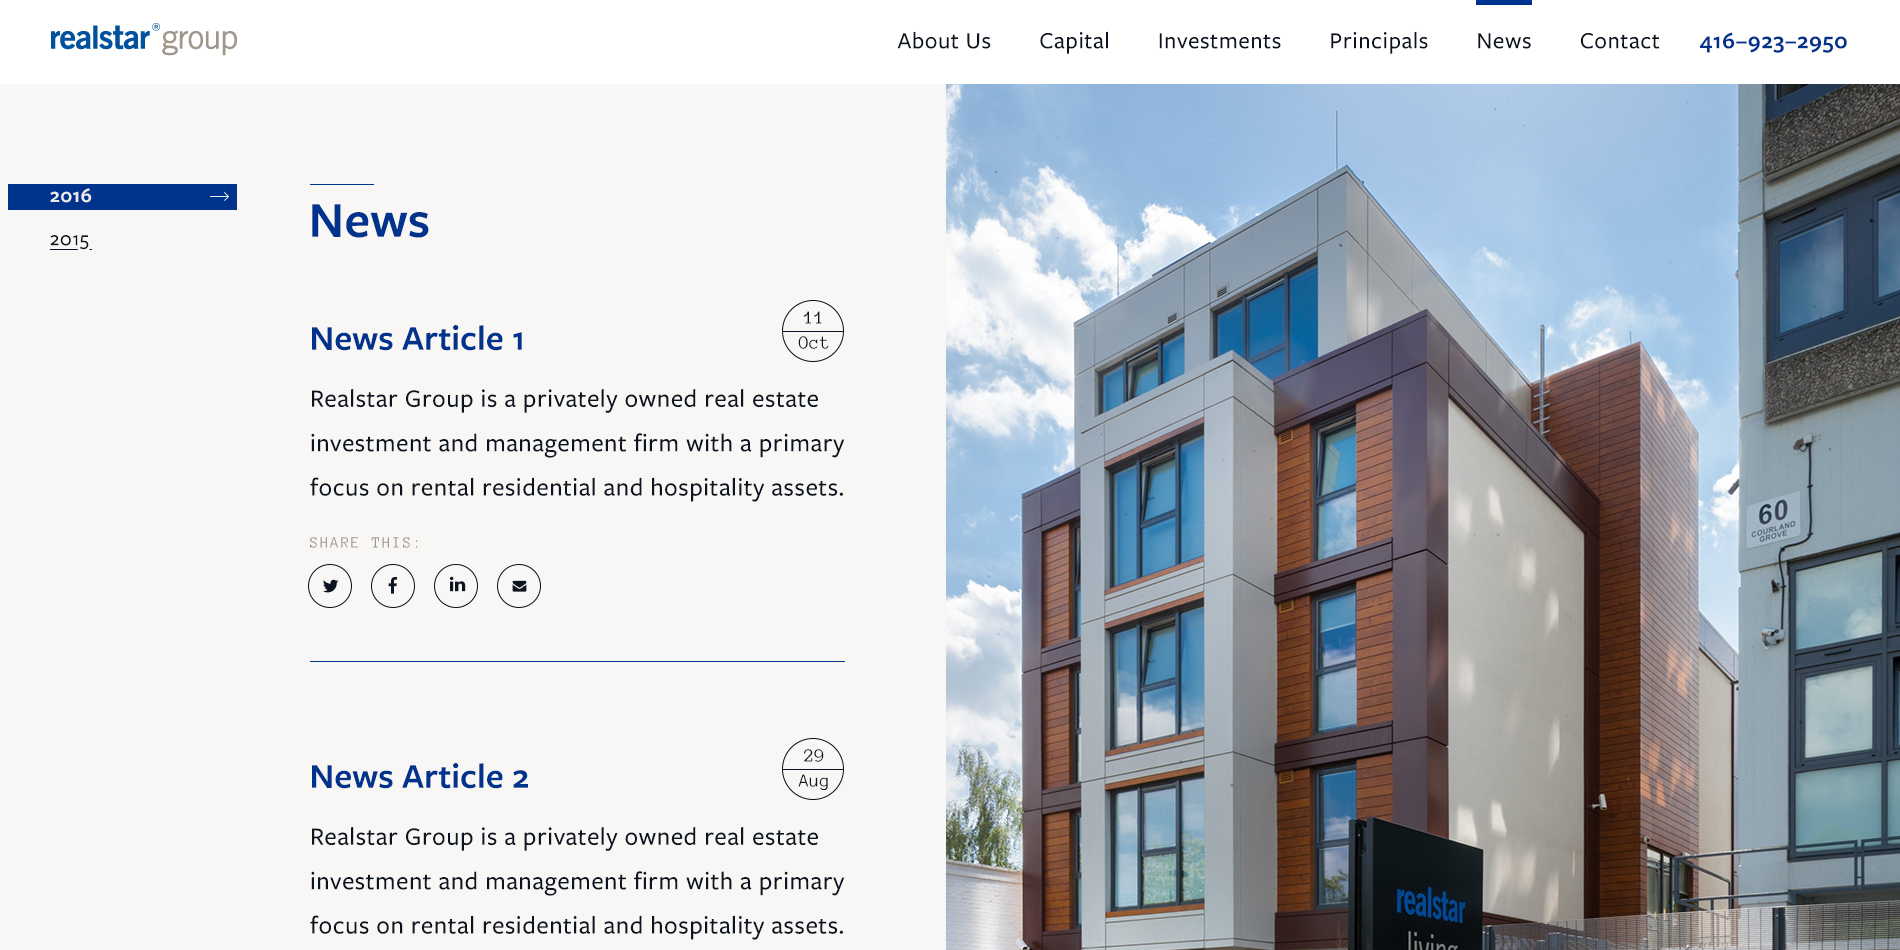 realstar® group
About Us Capital Investments Principals News Contact 416-923-2950
2016
2015
News
News Article 1
11
Oct
Realstar Group is a privately owned real estate
investment and management firm with a primary
focus on rental residential and hospitality assets.
SHARE THIS:
in
News Article 2
29
Aug
Realstar Group is a privately owned real estate
investment and management firm with a primary
focus on rental residential and hospitality assets.
60
COURLAND
GROVE
realstar
living